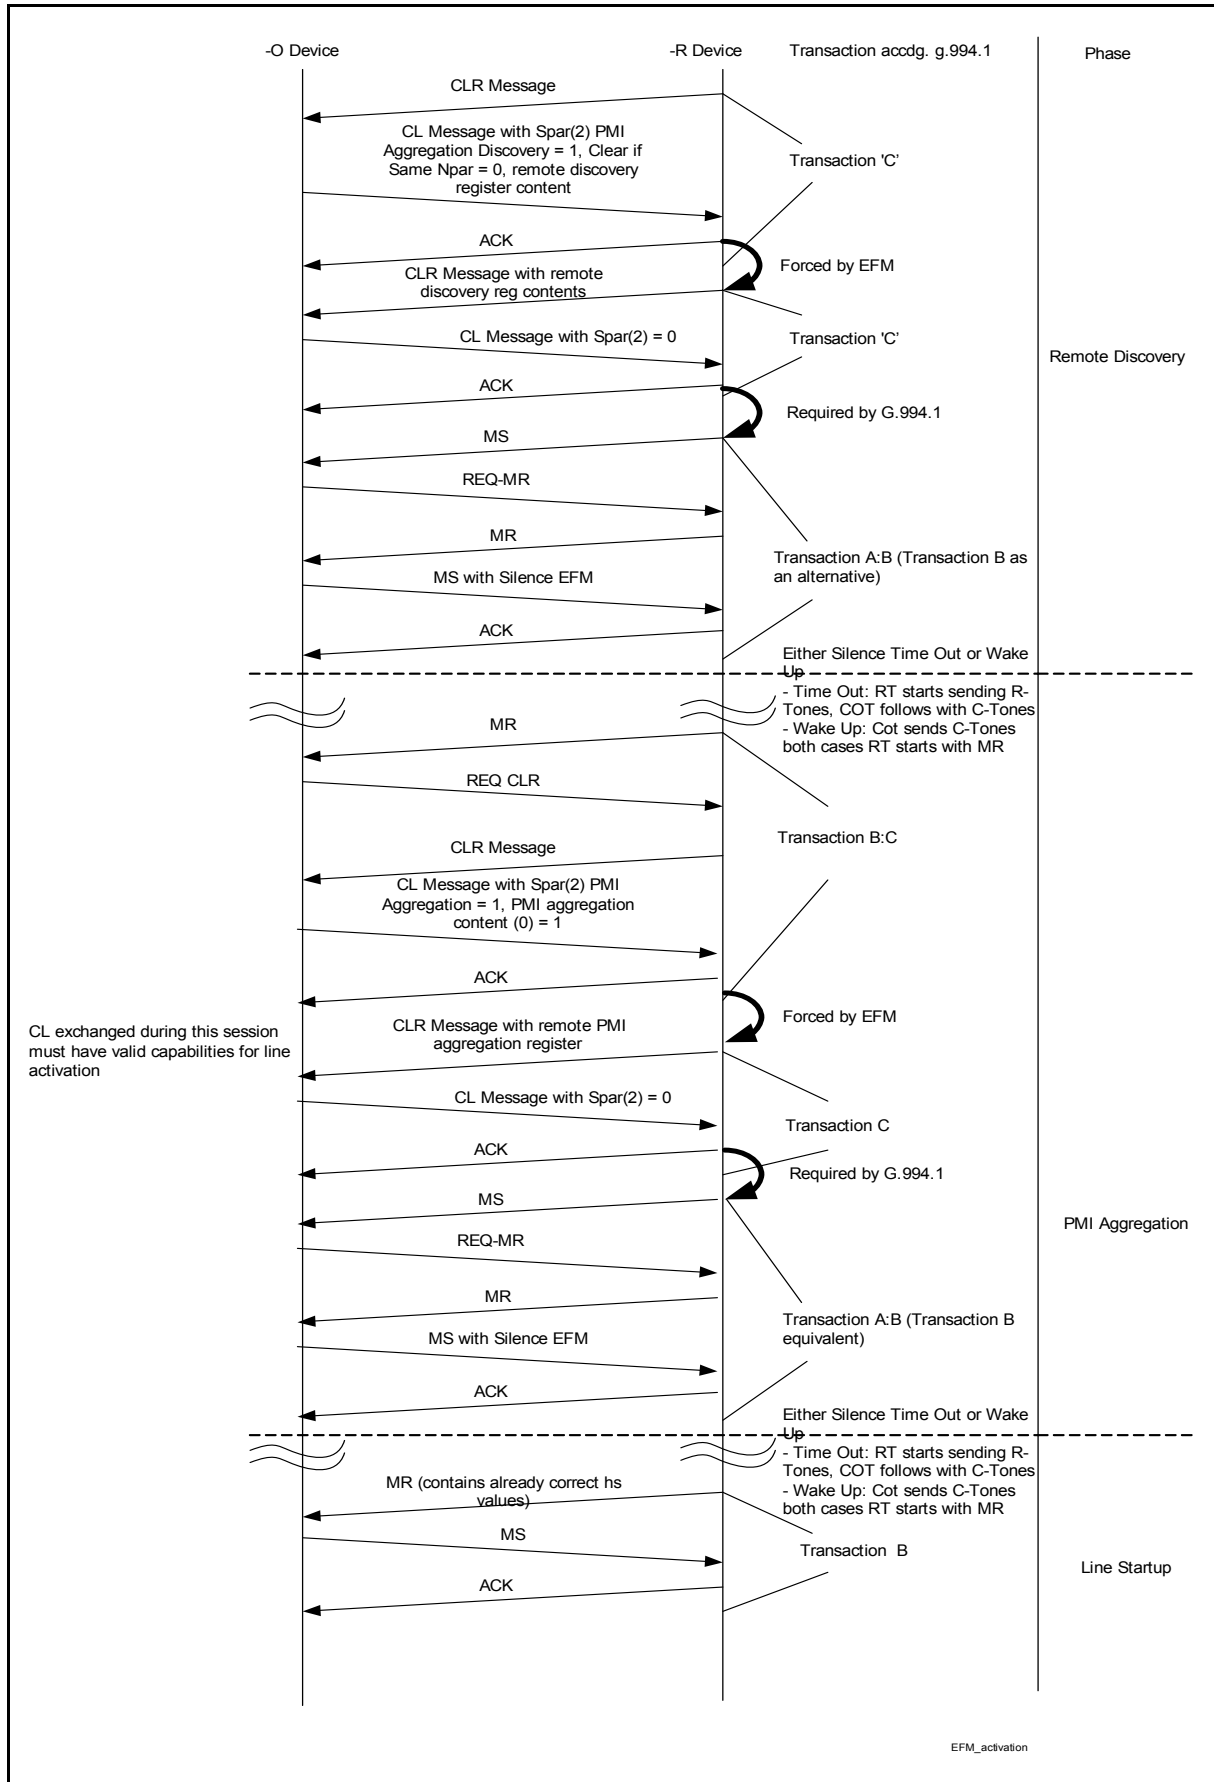 -O Device
-R Device
Transaction accdg. g.994.1
Phase
CLR Message
CL Message with Spar(2) PMI
Aggregation Discovery = 1, Clear if
Same Npar = 0, remote discovery
register content
Transaction 'C'
ACK
Forced by EFM
CLR Message with remote
discovery reg contents
CL Message with Spar(2) = 0
Transaction 'C'
Remote Discovery
ACK
Required by G.994.1
MS
REQ-MR
MR
Transaction A:B (Transaction B as
an alternative)
MS with Silence EFM
ACK
Either Silence Time Out or Wake
Up
- Time Out: RT starts sending R-
Tones, COT follows with C-Tones
- Wake Up: Cot sends C-Tones
both cases RT starts with MR
MR
REQ CLR
Transaction B:C
CLR Message
CL Message with Spar(2) PMI
Aggregation = 1, PMI aggregation
content (0) = 1
ACK
Forced by EFM
CL exchanged during this session
must have valid capabilities for line
activation
CLR Message with remote PMI
aggregation register
CL Message with Spar(2) = 0
Transaction C
ACK
Required by G.994.1
MS
PMI Aggregation
REQ-MR
MR
Transaction A:B (Transaction B
equivalent)
MS with Silence EFM
ACK
Either Silence Time Out or Wake
Up
- Time Out: RT starts sending R-
Tones, COT follows with C-Tones
- Wake Up: Cot sends C-Tones
both cases RT starts with MR
MR (contains already correct hs
values)
MS
Transaction B
Line Startup
ACK
EFM_activation